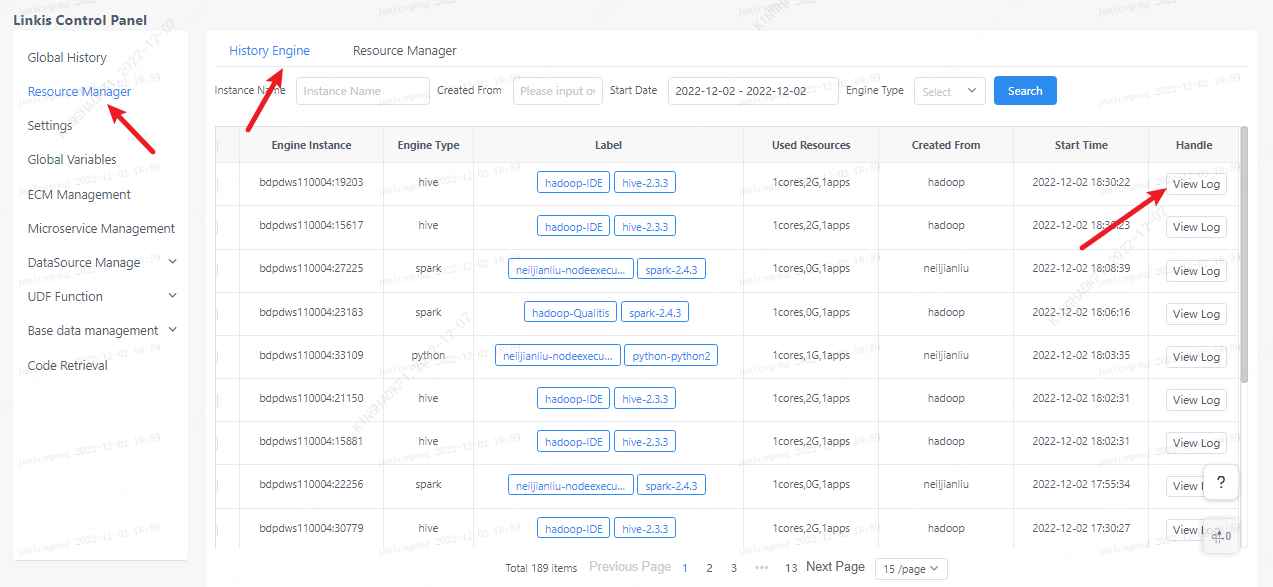 Linkis Control Panel
Global History
Resource Manager
Settings
Global Variables
ECM Management
Microservice Management
DataSource Manage
UDF Function
Base data management
Code Retrieval
History Engine Resource Manager
Instance Name Instance Name Created From Please input Start Date 2022-12-02 - 2022-12-02 Engine Type Select Search
Engine Instance Engine Type Label Used Resources Created From Start Time Handle
bdpdws110004:19203 hive hadoop-IDE hive-2.3.3 1cores,2G,1apps hadoop 2022-12-02 18:30:22 View Log
bdpdws110004:15617 hive hadoop-IDE hive-2.3.3 1cores,2G,1apps hadoop 2022-12-02 18:30:23 View Log
bdpdws110004:27225 spark neiljianliu-nodeexecu... spark-2.4.3 1cores,0G,1apps neiljianliu 2022-12-02 18:08:39 View Log
bdpdws110004:23183 spark hadoop-Qualitis spark-2.4.3 1cores,0G,1apps hadoop 2022-12-02 18:06:16 View Log
bdpdws110004:33109 python neiljianliu-nodeexecu... python-python2 1cores,1G,1apps neiljianliu 2022-12-02 18:03:35 View Log
bdpdws110004:21150 hive hadoop-IDE hive-2.3.3 1cores,2G,1apps hadoop 2022-12-02 18:02:31 View Log
bdpdws110004:15881 hive hadoop-IDE hive-2.3.3 1cores,2G,1apps hadoop 2022-12-02 18:02:31 View Log
bdpdws110004:22256 spark neiljianliu-nodeexecu... spark-2.4.3 1cores,0G,1apps neiljianliu 2022-12-02 17:55:34 View
?
bdpdws110004:30779 hive hadoop-IDE hive-2.3.3 1cores,2G,1apps hadoop 2022-12-02 17:30:27 View
0
Total 189 items Previous Page 1 2 3 ••• 13 Next Page 15 /page